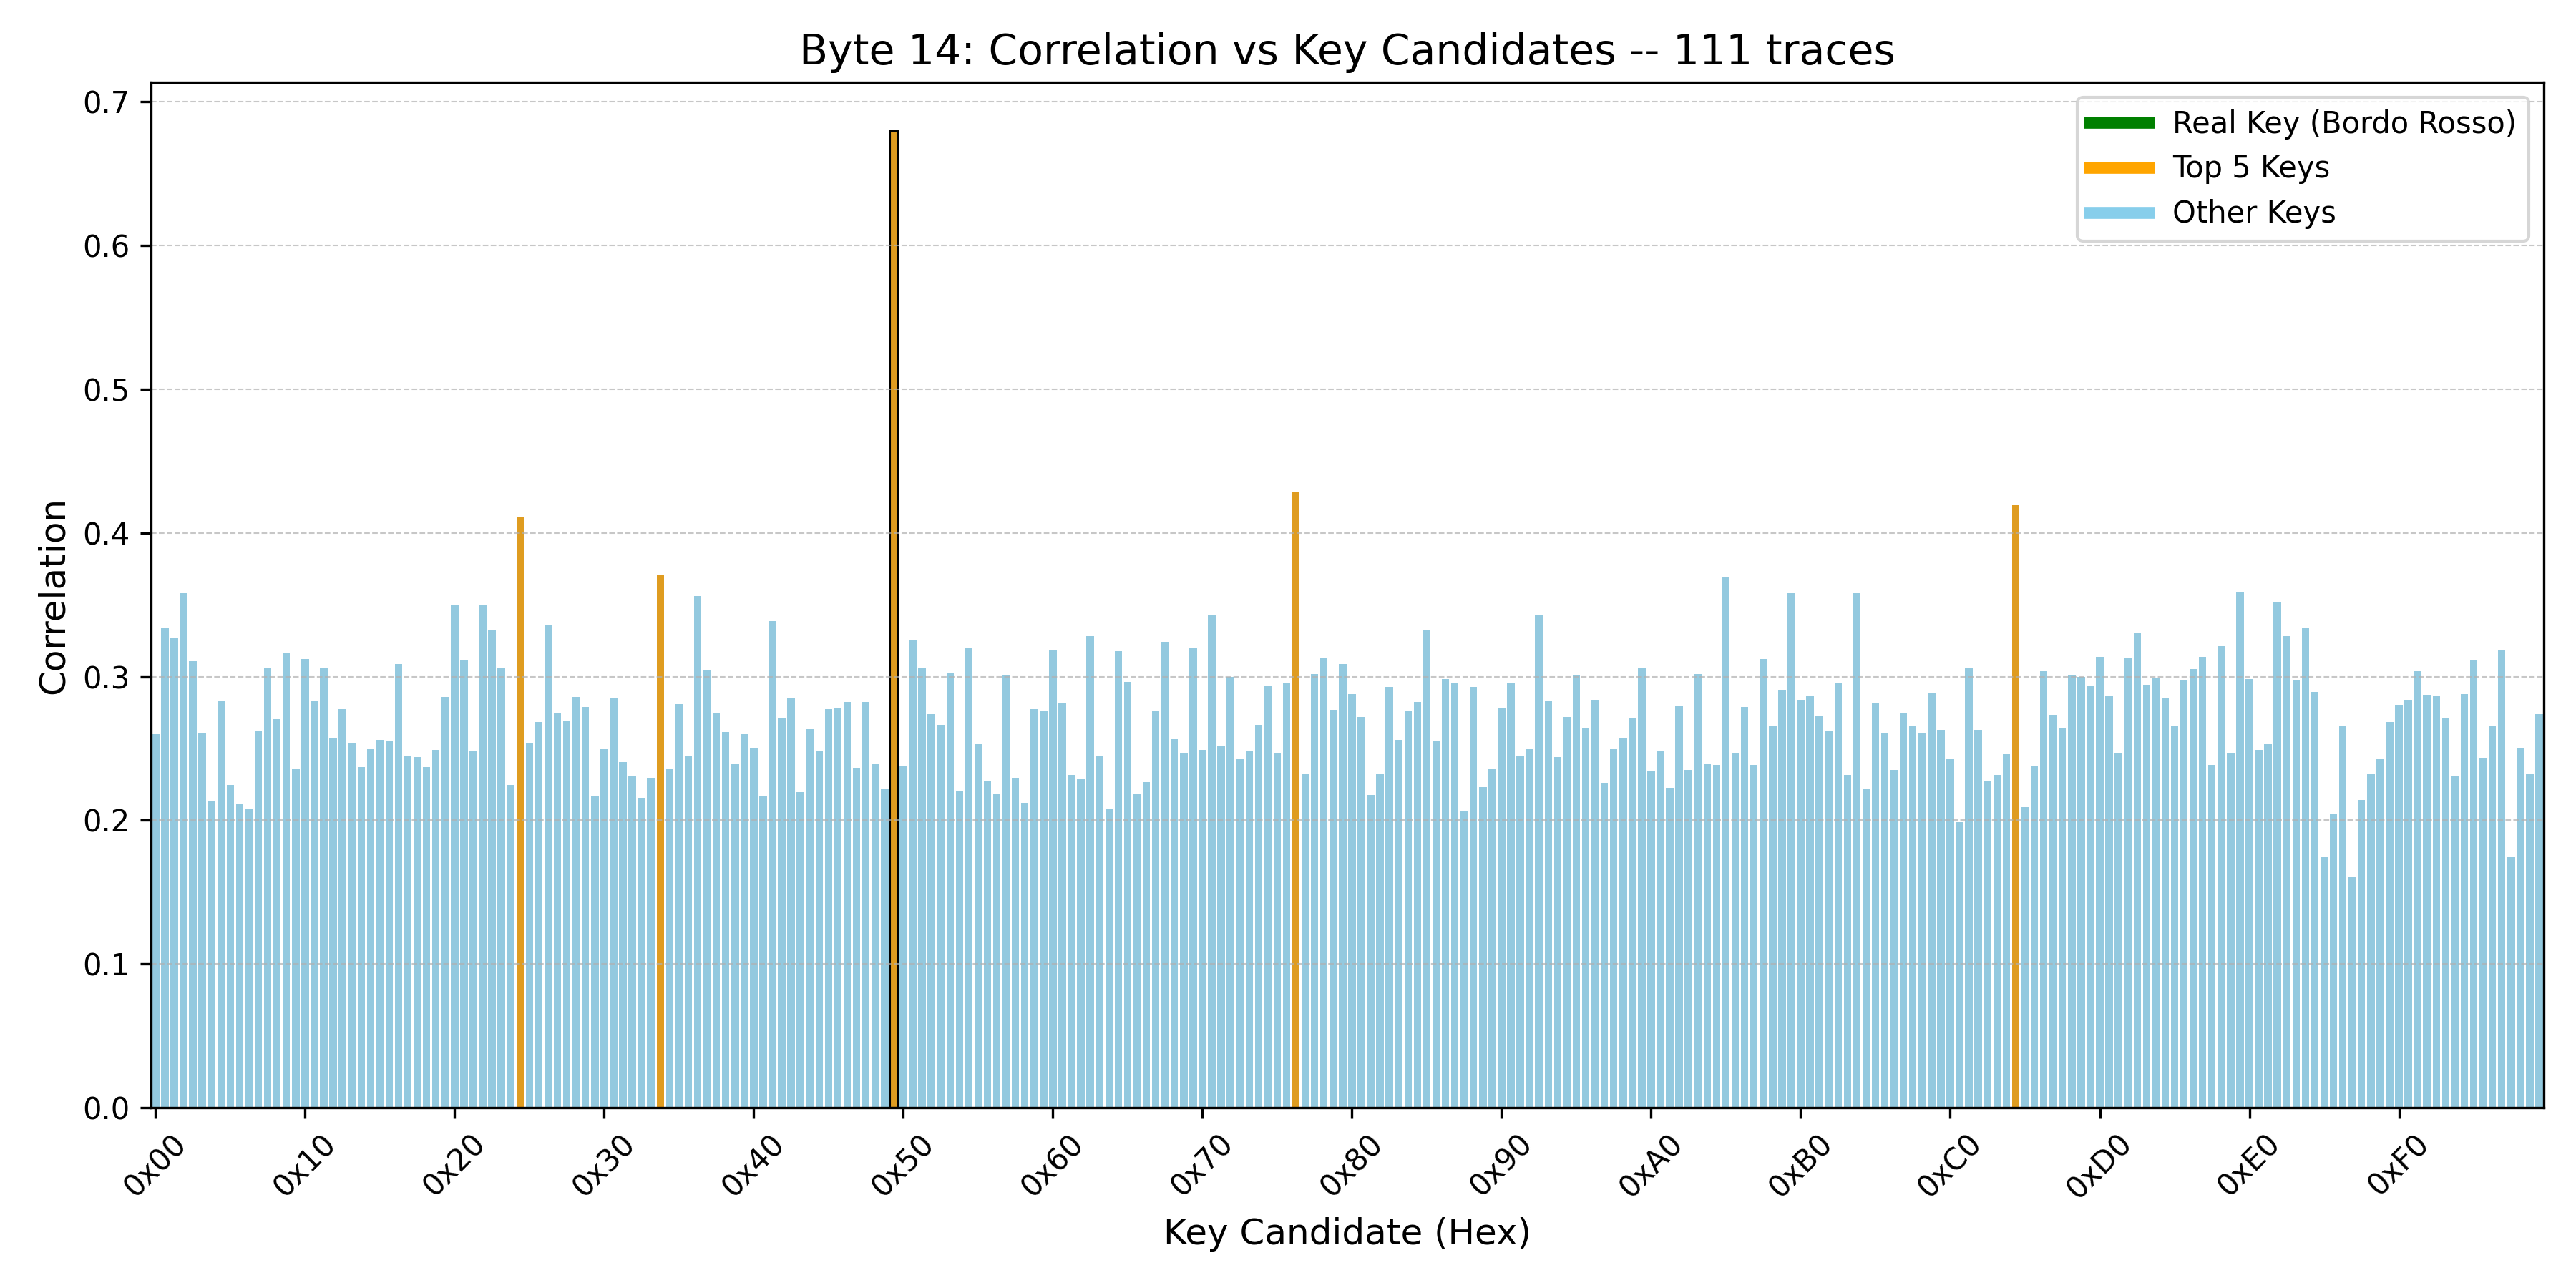 Byte 14: Correlation vs Key Candidates -- 111 traces
Real Key (Bordo Rosso)
Top 5 Keys
Other Keys
0.7
0.6
0.5
0.4
0.3
0.2
0.1
0.0
Correlation
0x00
0x10
0x20
0x30
0x40
0x50
0x60
0x70
0x80
0x90
0xA0
0xB0
0xC0
0xD0
0xE0
0xF0
Key Candidate (Hex)